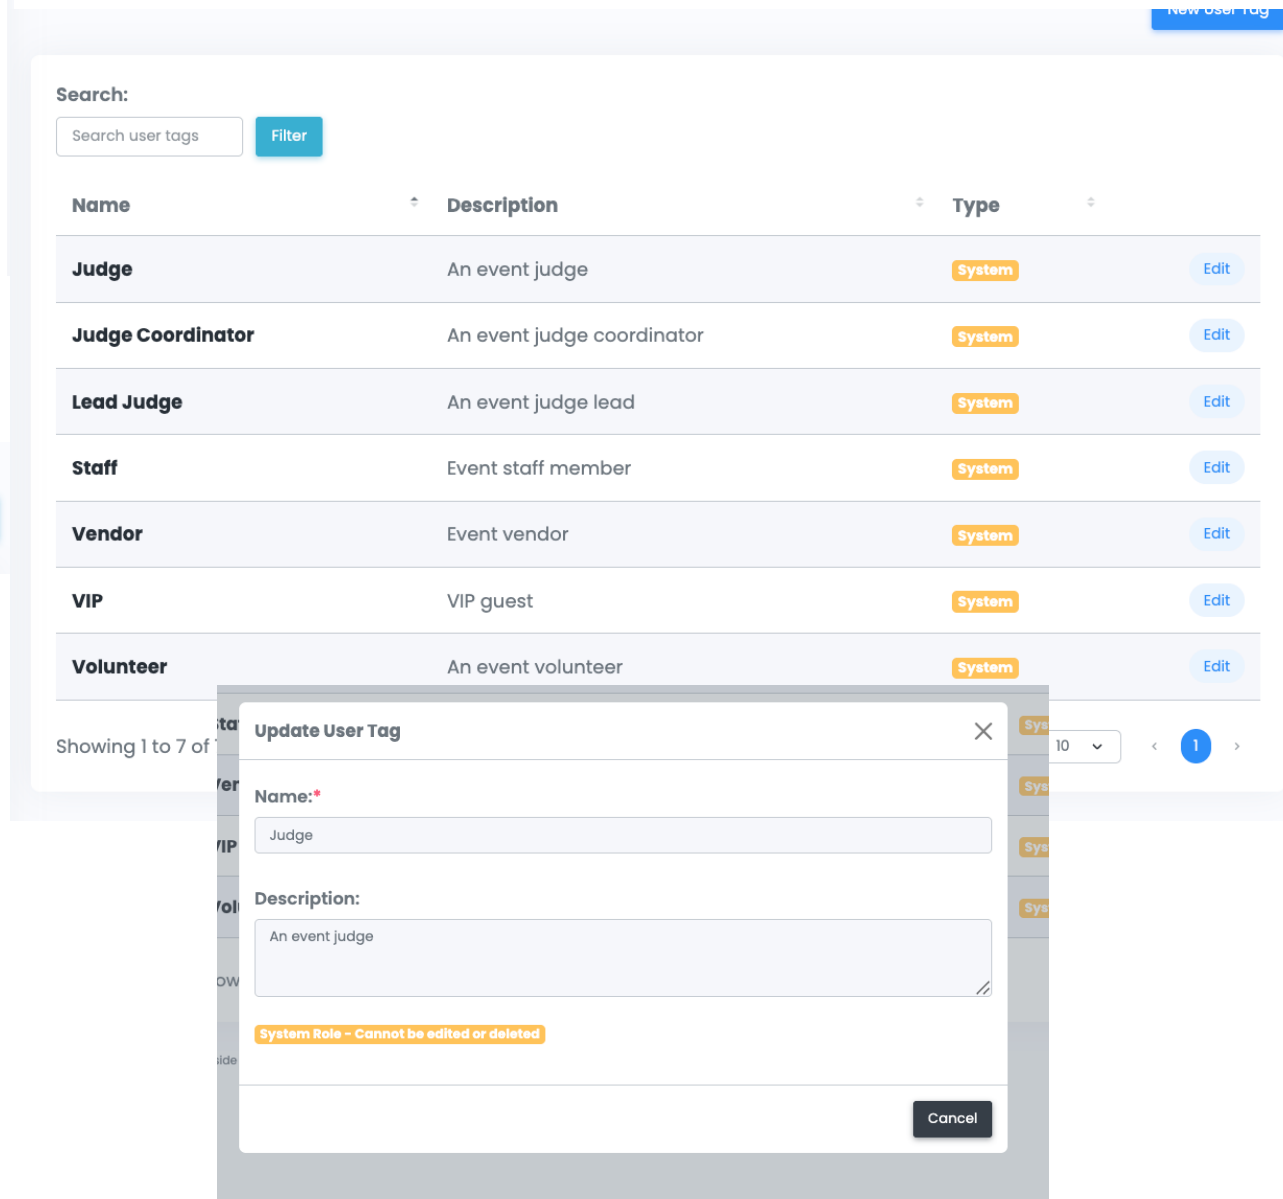 New User Tag
Search:
Search user tags
Filter
Name Description Type
Judge An event judge System Edit
Judge Coordinator An event judge coordinator System Edit
Lead Judge An event judge lead System Edit
Staff Event staff member System Edit
Vendor Event vendor System Edit
VIP VIP guest System Edit
Volunteer An event volunteer System Edit
Showing 1 to 7 of
10
1
Update User Tag
Name:*
Judge
Description:
An event judge
System Role - Cannot be edited or deleted
Cancel